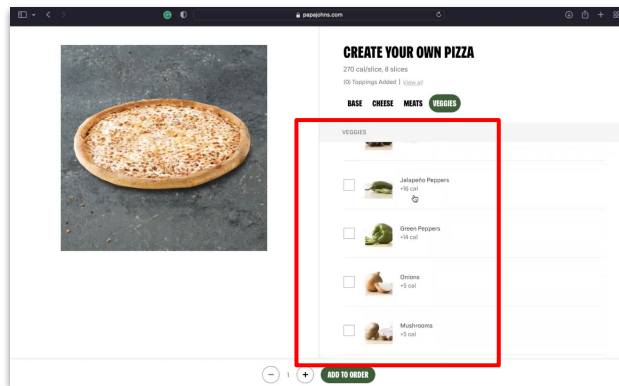 papajohns.com
CREATE YOUR OWN PIZZA
270 cal/slice, 8 slices
(0) Toppings Added | View all
BASE CHEESE MEATS VEGGIES
VEGGIES
Jalapeño Peppers
+16 cal
Green Peppers
+14 cal
Onions
+5 cal
Mushrooms
+5 cal
1
ADD TO ORDER